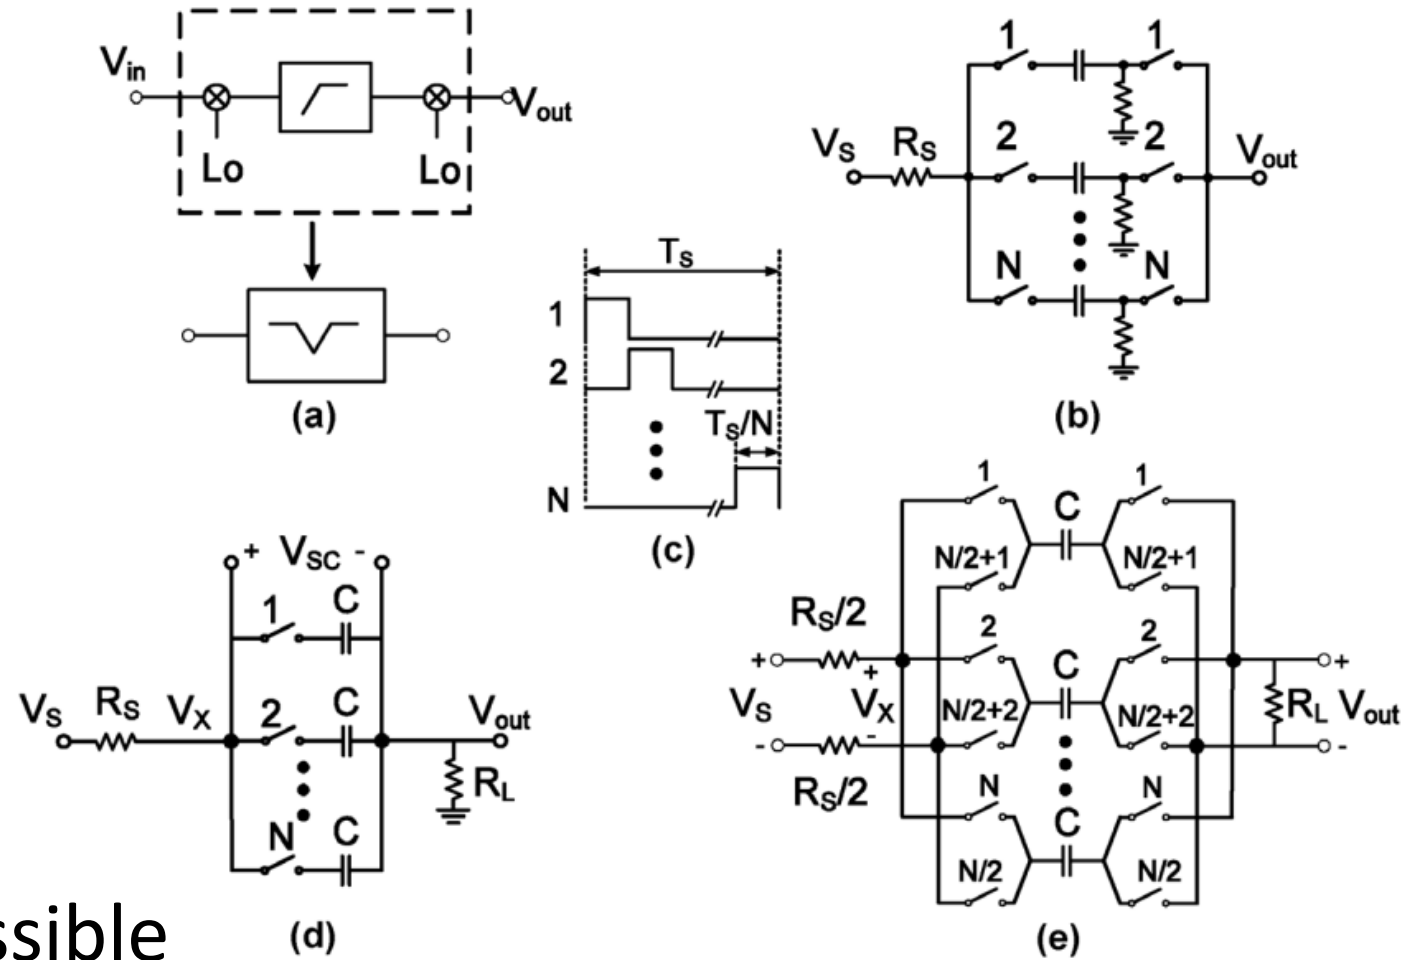 Vin
Vout
Lo
Lo
(a)
1
1
2
2
VS
RS
Vout
N
N
(b)
TS
1
2
TS/N
N
(c)
+ VSC -
1
C
VS
RS
VX
2
C
Vout
RL
N
C
(d)
1
1
C
N/2+1
N/2+1
RS/2
2
2
+
+
C
+
VS
VX
N/2+2
N/2+2
RL
Vout
-
-
-
RS/2
N
N
C
N/2
N/2
(e)
ssible